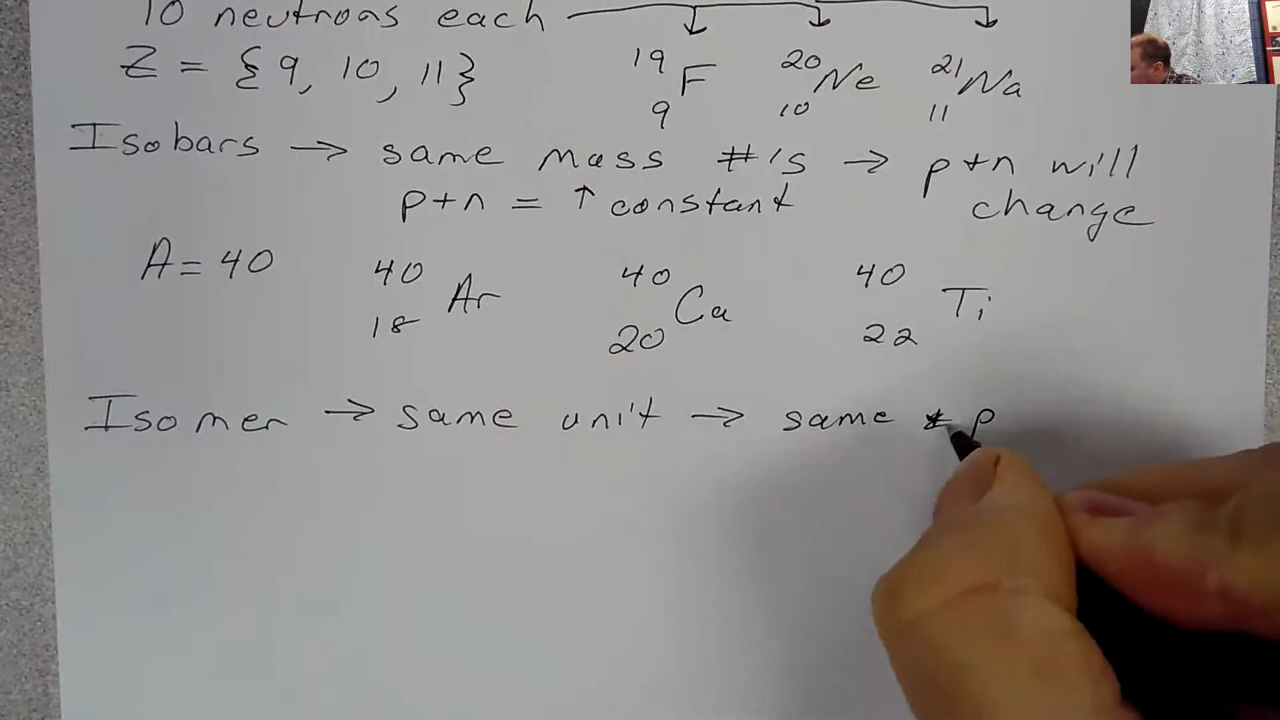 10 neutrons each
Z = {9, 10, 11} 19 9 F 20 10 Ne 21 11 Na
Isobars → same mass #'s → p+n will
p+n = ↑ constant change
A = 40 40 18 Ar 40 20 Ca 40 22 Ti
Isomer → same unit → same p